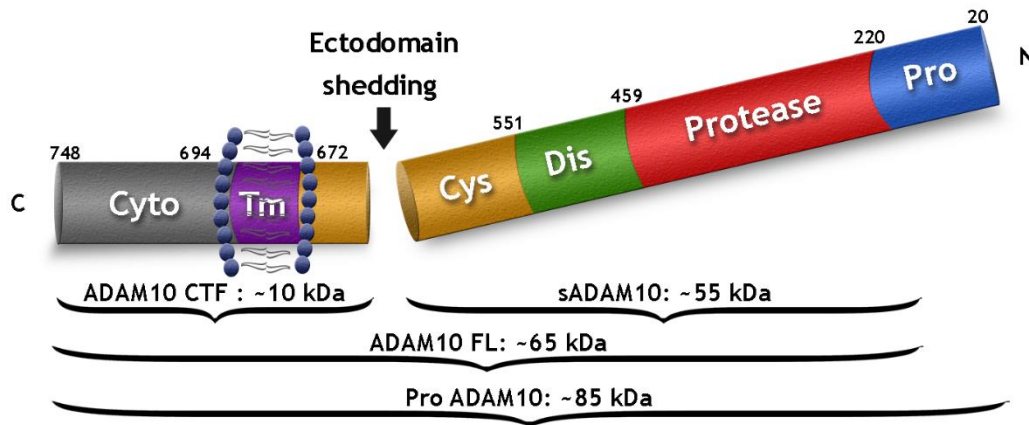 Ectodomain
shedding
20
N
220
Pro
459
Protease
551
Dis
Cys
748
694
672
C
Cyto
Tm
ADAM10 CTF : ~10 kDa
sADAM10: ~55 kDa
ADAM10 FL: ~65 kDa
Pro ADAM10: ~85 kDa